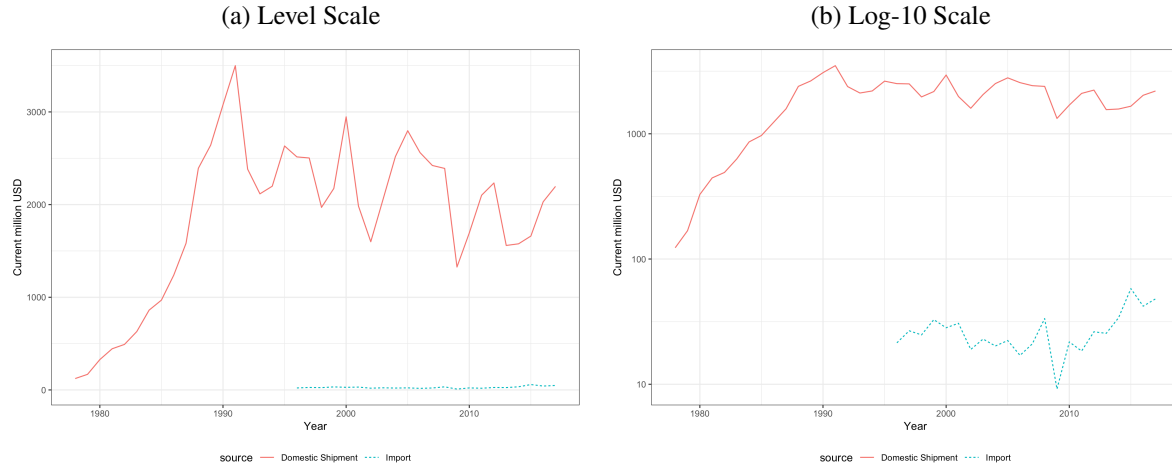 (a) Level Scale
3000
2000
1000
0
Current million USD
1980
1990
2000
2010
Year
source Domestic Shipment Import
(b) Log-10 Scale
1000
100
10
Current million USD
1980
1990
2000
2010
Year
source Domestic Shipment Import